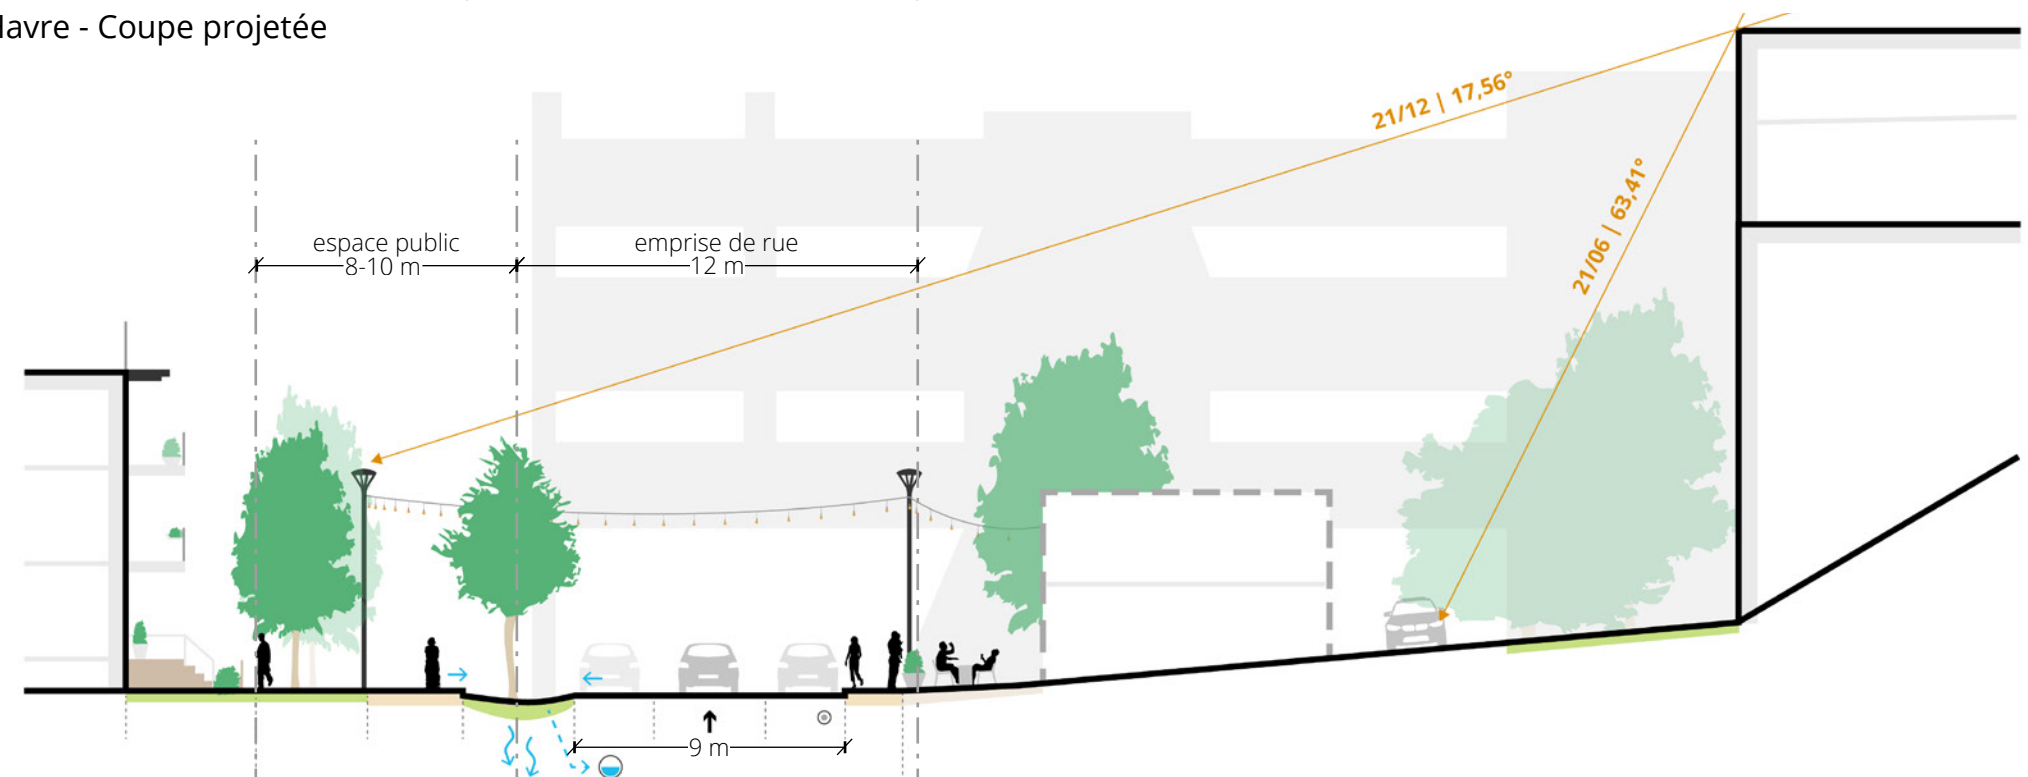 Havre - Coupe projetée
21/12 | 17,56°
21/06 | 63,41°
espace public
8-10 m
emprise de rue
12 m
9 m